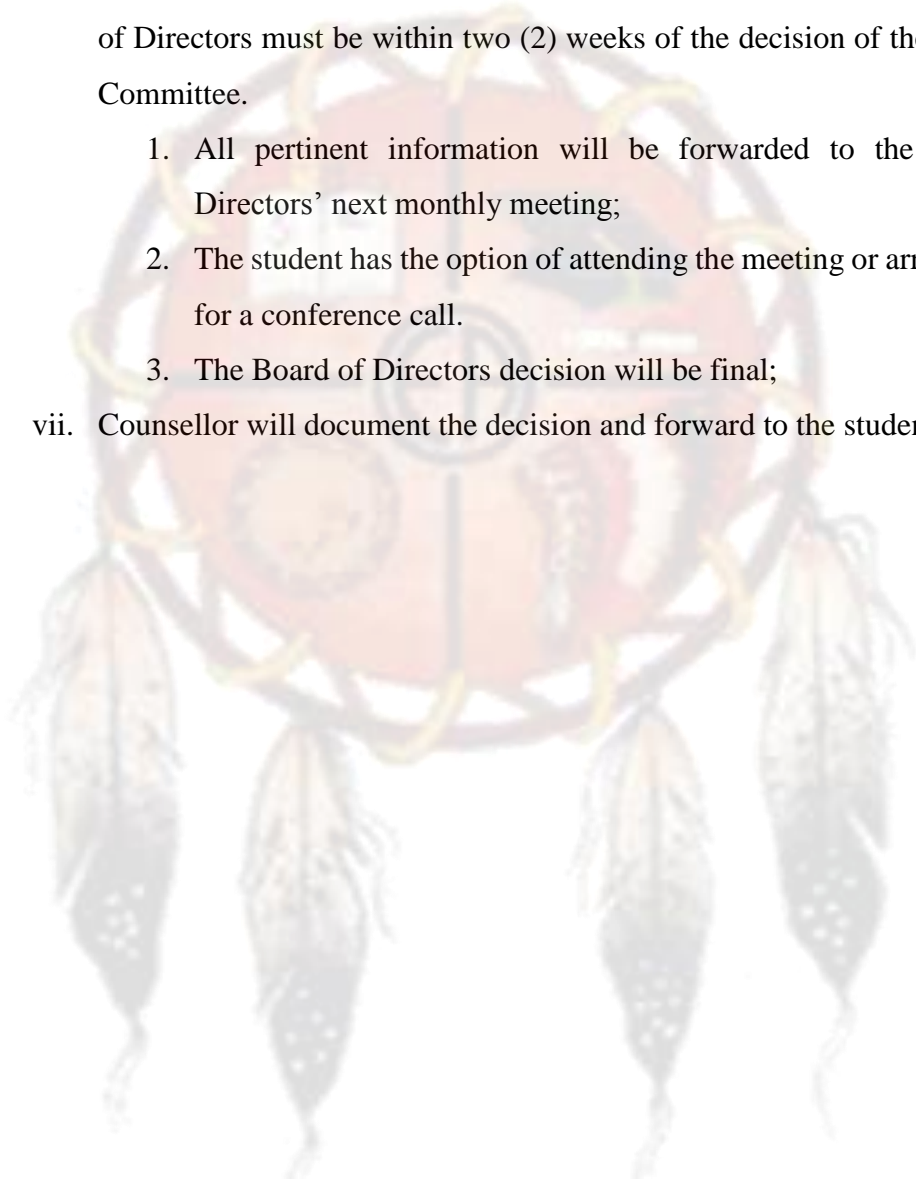 of Directors must be within two (2) weeks of the decision of the
Committee.
1. All pertinent information will be forwarded to the
Directors’ next monthly meeting;
2. The student has the option of attending the meeting or
for a conference call.
3. The Board of Directors decision will be final;
vii. Counsellor will document the decision and forward to the